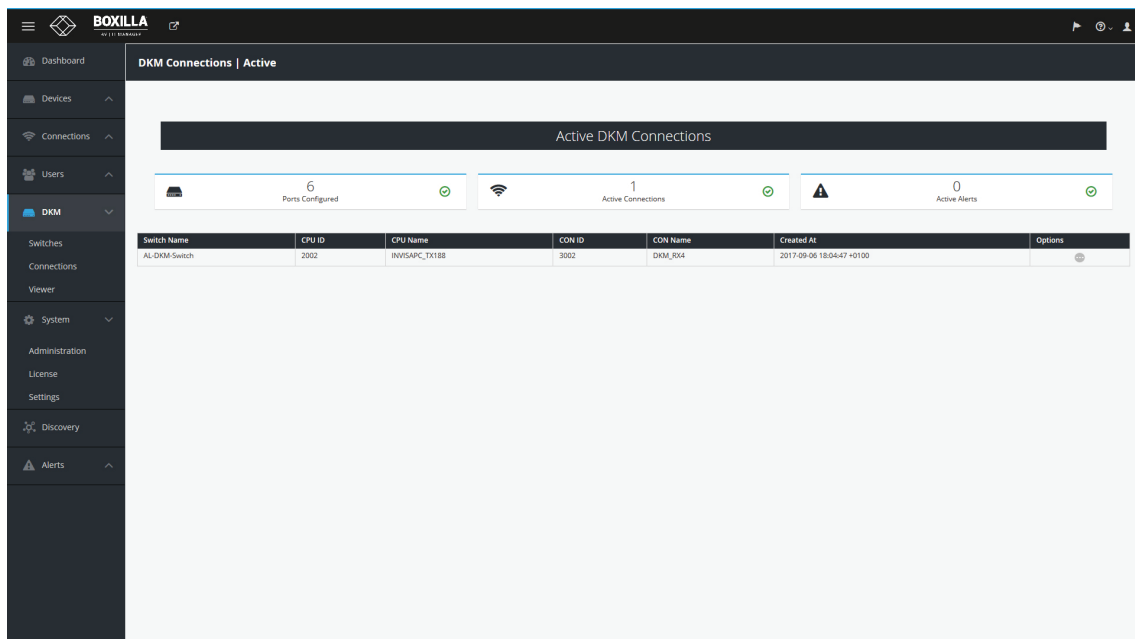 BOXILLA
AV | IT MANAGER
Dashboard
DKM Connections | Active
Devices
Connections
Users
DKM
Switches
Connections
Viewer
System
Administration
License
Settings
Discovery
Alerts
Active DKM Connections
6
Ports Configured
1
Active Connections
0
Active Alerts
Switch Name CPU ID CPU Name CON ID CON Name Created At Options
AL-DKM-Switch 2002 INVISAPC_TX188 3002 DKM_RX4 2017-09-06 18:04:47 +0100